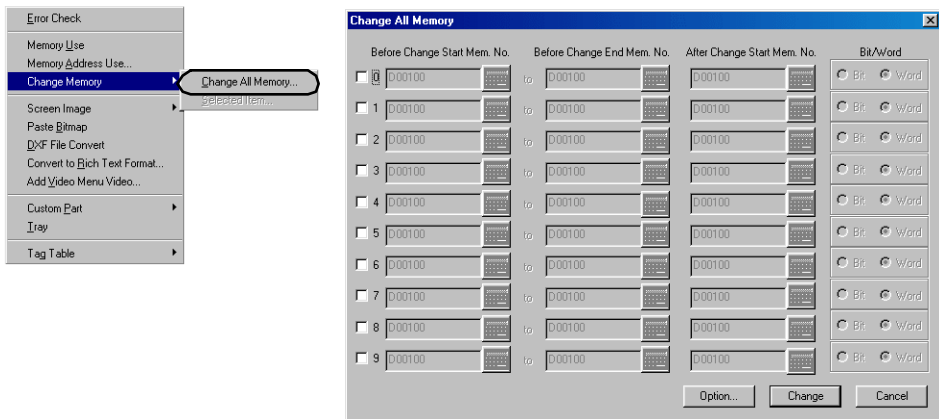 Error Check
Memory Use
Memory Address Use...
Change Memory
Change All Memory...
Selected Item...
Screen Image
Paste Bitmap
DXF File Convert
Convert to Rich Text Format...
Add Video Menu Video...
Custom Part
Tray
Tag Table
Change All Memory
Before Change Start Mem. No. Before Change End Mem. No. After Change Start Mem. No. Bit/Word
0 D00100 to D00100 D00100 Bit Word
1 D00100 to D00100 D00100 Bit Word
2 D00100 to D00100 D00100 Bit Word
3 D00100 to D00100 D00100 Bit Word
4 D00100 to D00100 D00100 Bit Word
5 D00100 to D00100 D00100 Bit Word
6 D00100 to D00100 D00100 Bit Word
7 D00100 to D00100 D00100 Bit Word
8 D00100 to D00100 D00100 Bit Word
9 D00100 to D00100 D00100 Bit Word
Option... Change Cancel